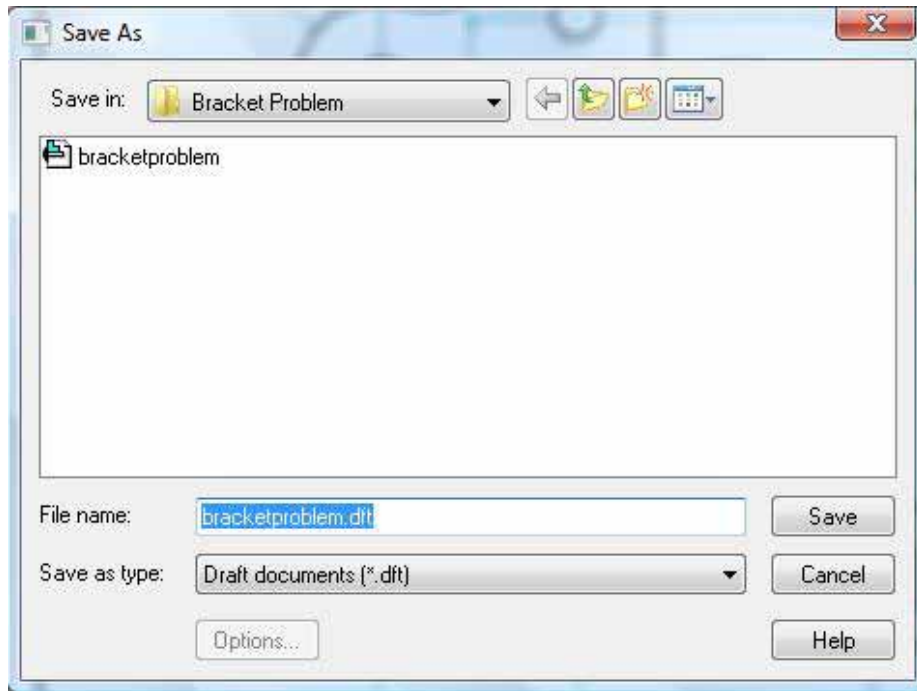 Save As
Save in: Bracket Problem
bracketproblem
File name: bracketproblem.dft Save
Save as type: Draft documents (*.dft) Cancel
Options... Help